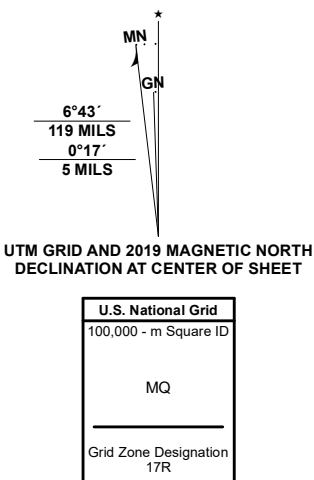 ★
MN
GN
6°43´
119 MILS
0°17´
5 MILS
UTM GRID AND 2019 MAGNETIC NORTH
DECLINATION AT CENTER OF SHEET
U.S. National Grid
100,000 - m Square ID
MQ
Grid Zone Designation
17R